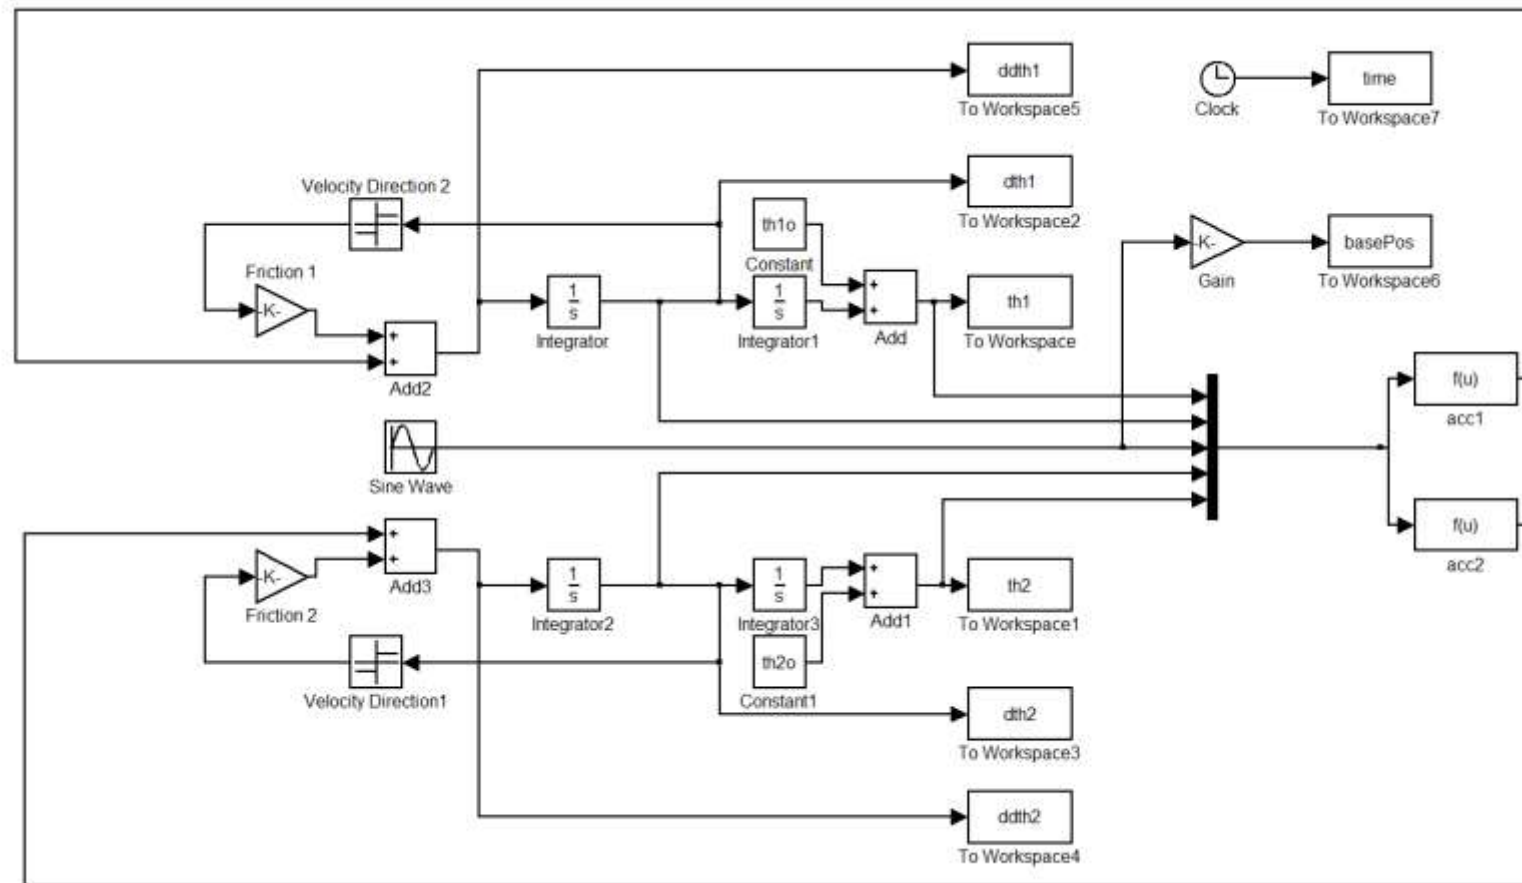 ddth1
To Workspace5
Clock
time
To Workspace7
Velocity Direction 2
dth1
To Workspace2
th1o
Constant
-K-
Gain
basePos
To Workspace6
Friction 1
-K-
+
+
Add2
1
s
Integrator
1
s
Integrator1
+
+
Add
th1
To Workspace
f(u)
acc1
Sine Wave
+
+
Add3
-K-
Friction 2
1
s
Integrator2
1
s
Integrator3
+
+
Add1
th2
To Workspace1
f(u)
acc2
Velocity Direction1
th2o
Constant1
dth2
To Workspace3
ddth2
To Workspace4